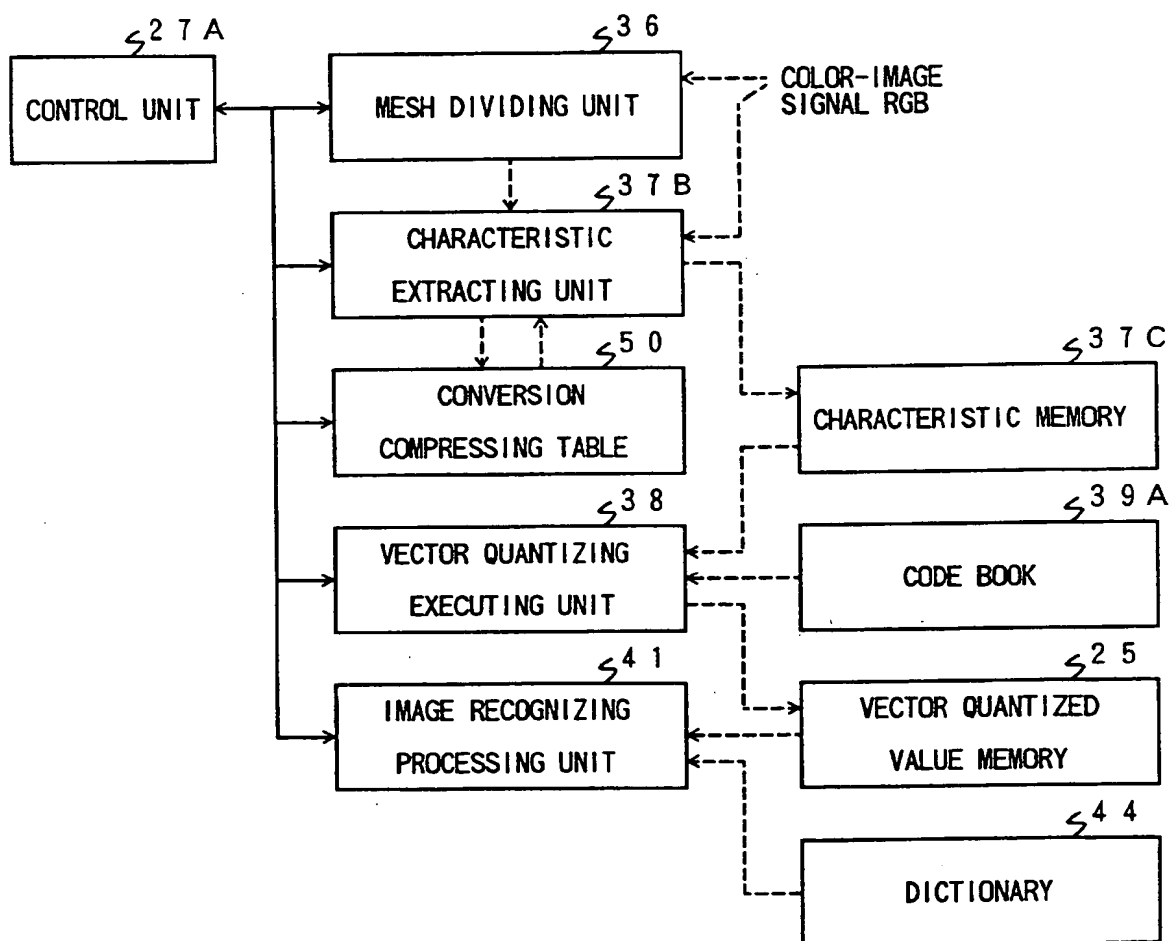 27A
CONTROL UNIT
36
MESH DIVIDING UNIT
COLOR-IMAGE
SIGNAL RGB
37B
CHARACTERISTIC
EXTRACTING UNIT
50
CONVERSION
COMPRESSING TABLE
37C
CHARACTERISTIC MEMORY
38
VECTOR QUANTIZING
EXECUTING UNIT
39A
CODE BOOK
41
IMAGE RECOGNIZING
PROCESSING UNIT
25
VECTOR QUANTIZED
VALUE MEMORY
44
DICTIONARY